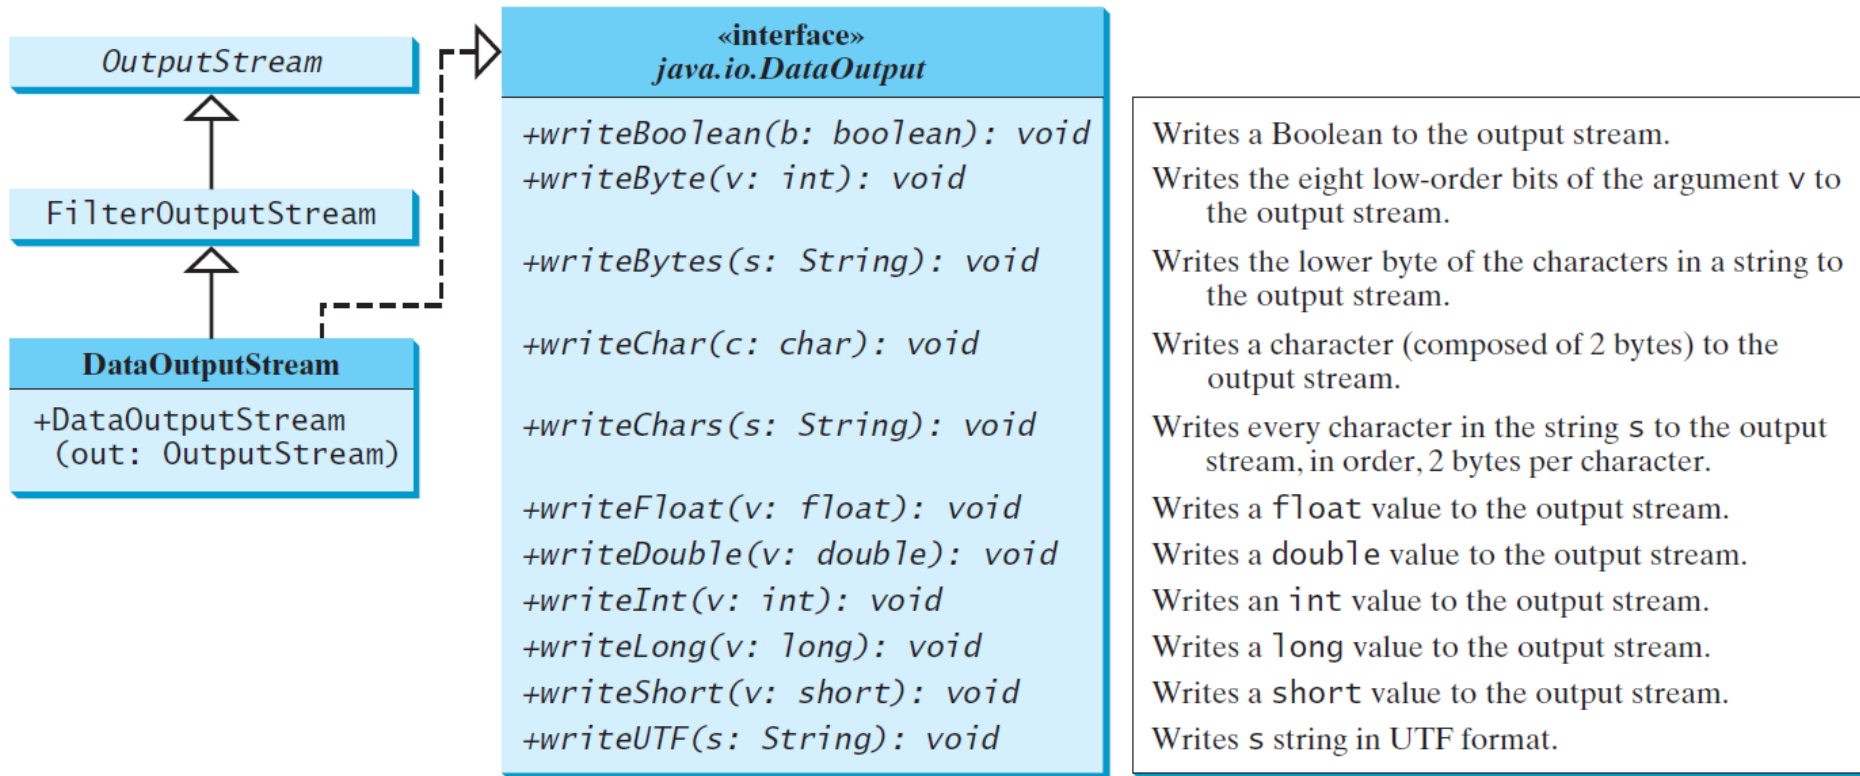 OutputStream
FilterOutputStream
DataOutputStream
+DataOutputStream
(out: OutputStream)
«interface»
java.io.DataOutput
+writeBoolean(b: boolean): void
+writeByte(v: int): void
+writeBytes(s: String): void
+writeChar(c: char): void
+writeChars(s: String): void
+writeFloat(v: float): void
+writeDouble(v: double): void
+writeInt(v: int): void
+writeLong(v: long): void
+writeShort(v: short): void
+writeUTF(s: String): void
Writes a Boolean to the output stream.
Writes the eight low-order bits of the argument v to
the output stream.
Writes the lower byte of the characters in a string to
the output stream.
Writes a character (composed of 2 bytes) to the
output stream.
Writes every character in the string s to the output
stream, in order, 2 bytes per character.
Writes a float value to the output stream.
Writes a double value to the output stream.
Writes an int value to the output stream.
Writes a long value to the output stream.
Writes a short value to the output stream.
Writes s string in UTF format.